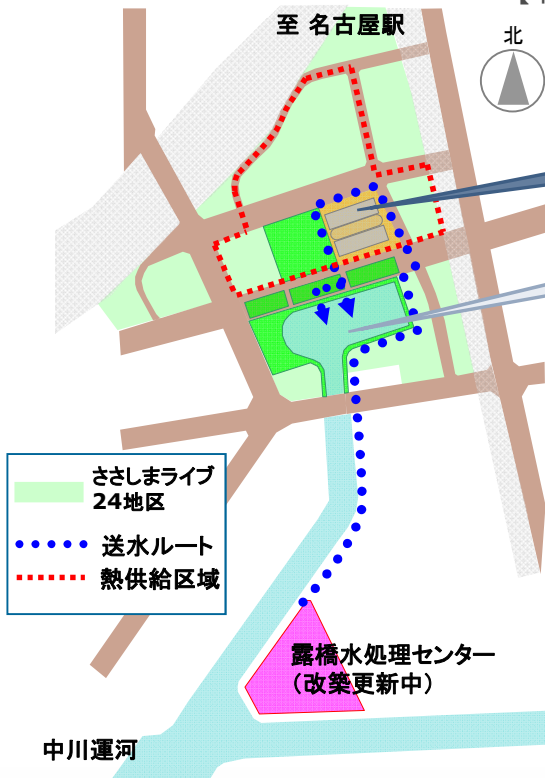 至 名古屋駅
北
ささしまライブ
24地区
送水ルート
熱供給区域
露橋水処理センター
(改築更新中)
中川運河